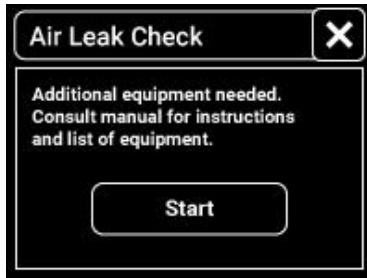 Air Leak Check
Additional equipment needed.
Consult manual for instructions
and list of equipment.
Start